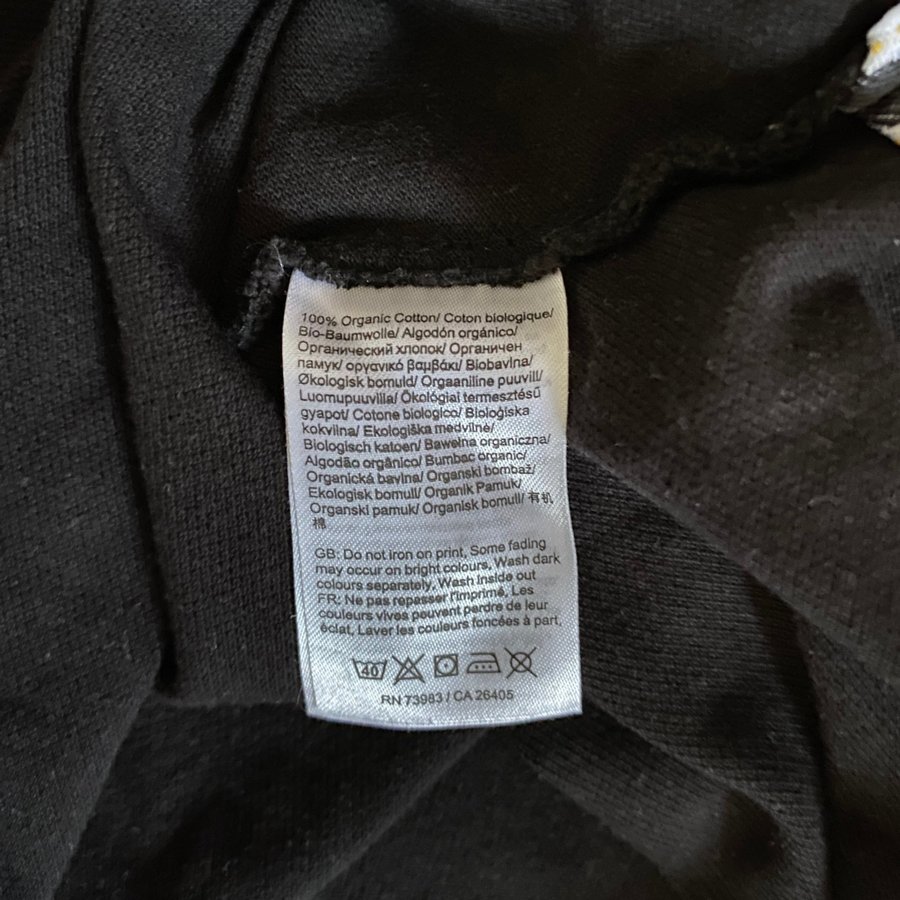 100% Organic Cotton/ Coton biologique/
Bio-Baumwolle/ Algodón orgánico/
Органический хлопок/ Органичен
памук/ οργανικό βαμβάκι/ Biobavlna/
Økologisk bomuld/ Orgaaniline puuvill/
Luomupuuvilla/ Ökológiai termesztésű
gyapot/ Cotone biologico/ Bioloģiska
kokvilna/ Ekologiška medvilnė/
Biologisch katoen/ Bawełna organiczna/
Algodão orgânico/ Bumbac organic/
Organická bavlna/ Organski bombaž/
Ekologisk bomull/ Organik Pamuk/
Organski pamuk/ Organisk bomull/ 有机
棉
GB: Do not iron on print, Some fading
may occur on bright colours, Wash dark
colours separately, Wash Inside out
FR: Ne pas repasser l'imprimé, Les
couleurs vives peuvent perdre de leur
éclat, Laver les couleurs foncées à part,
40
RN 73983 / CA 26405